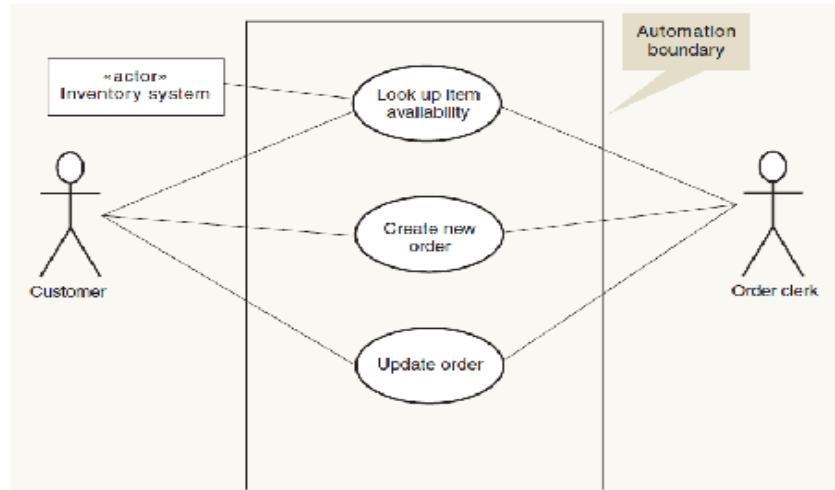 Automation
boundary
«actor»
Inventory system
Look up item
availability
Create new
order
Customer
Order clerk
Update order